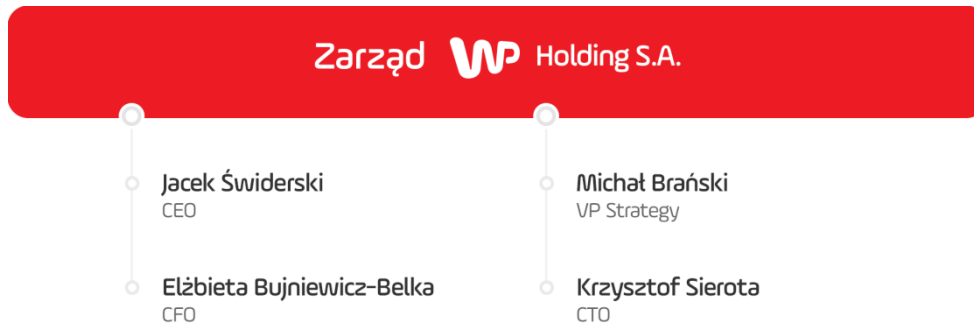 Zarząd WP Holding S.A.
Jacek Świderski
CEO
Elżbieta Bujniewicz-Belka
CFO
Michał Brański
VP Strategy
Krzysztof Sierota
CTO